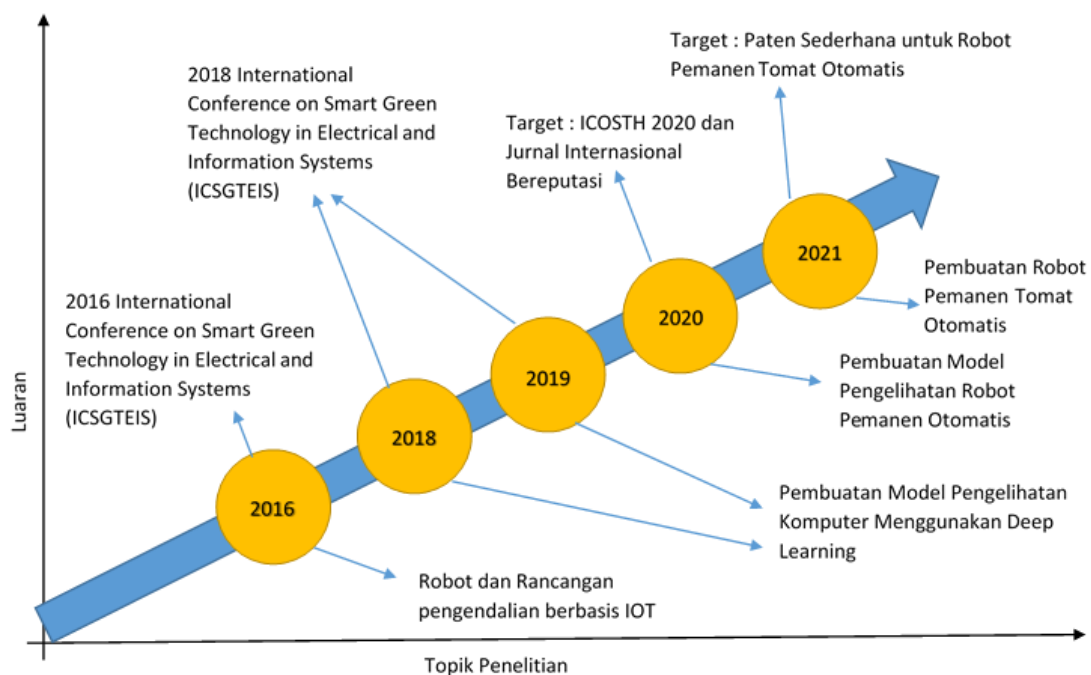 Target : Paten Sederhana untuk Robot
Pemanen Tomat Otomatis
2018 International
Conference on Smart Green
Technology in Electrical and
Information Systems
(ICSGTEIS)
Target : ICOSTH 2020 dan
Jurnal Internasional
Bereputasi
2021
Pembuatan Robot
Pemanen Tomat
Otomatis
2016 International
Conference on Smart Green
Technology in Electrical and
Information Systems
(ICSGTEIS)
2020
Pembuatan Model
Pengelihatan Robot
Pemanen Otomatis
2019
2018
Luaran
2016
Pembuatan Model Pengelihatan
Komputer Menggunakan Deep
Learning
Robot dan Rancangan
pengendalian berbasis IOT
Topik Penelitian